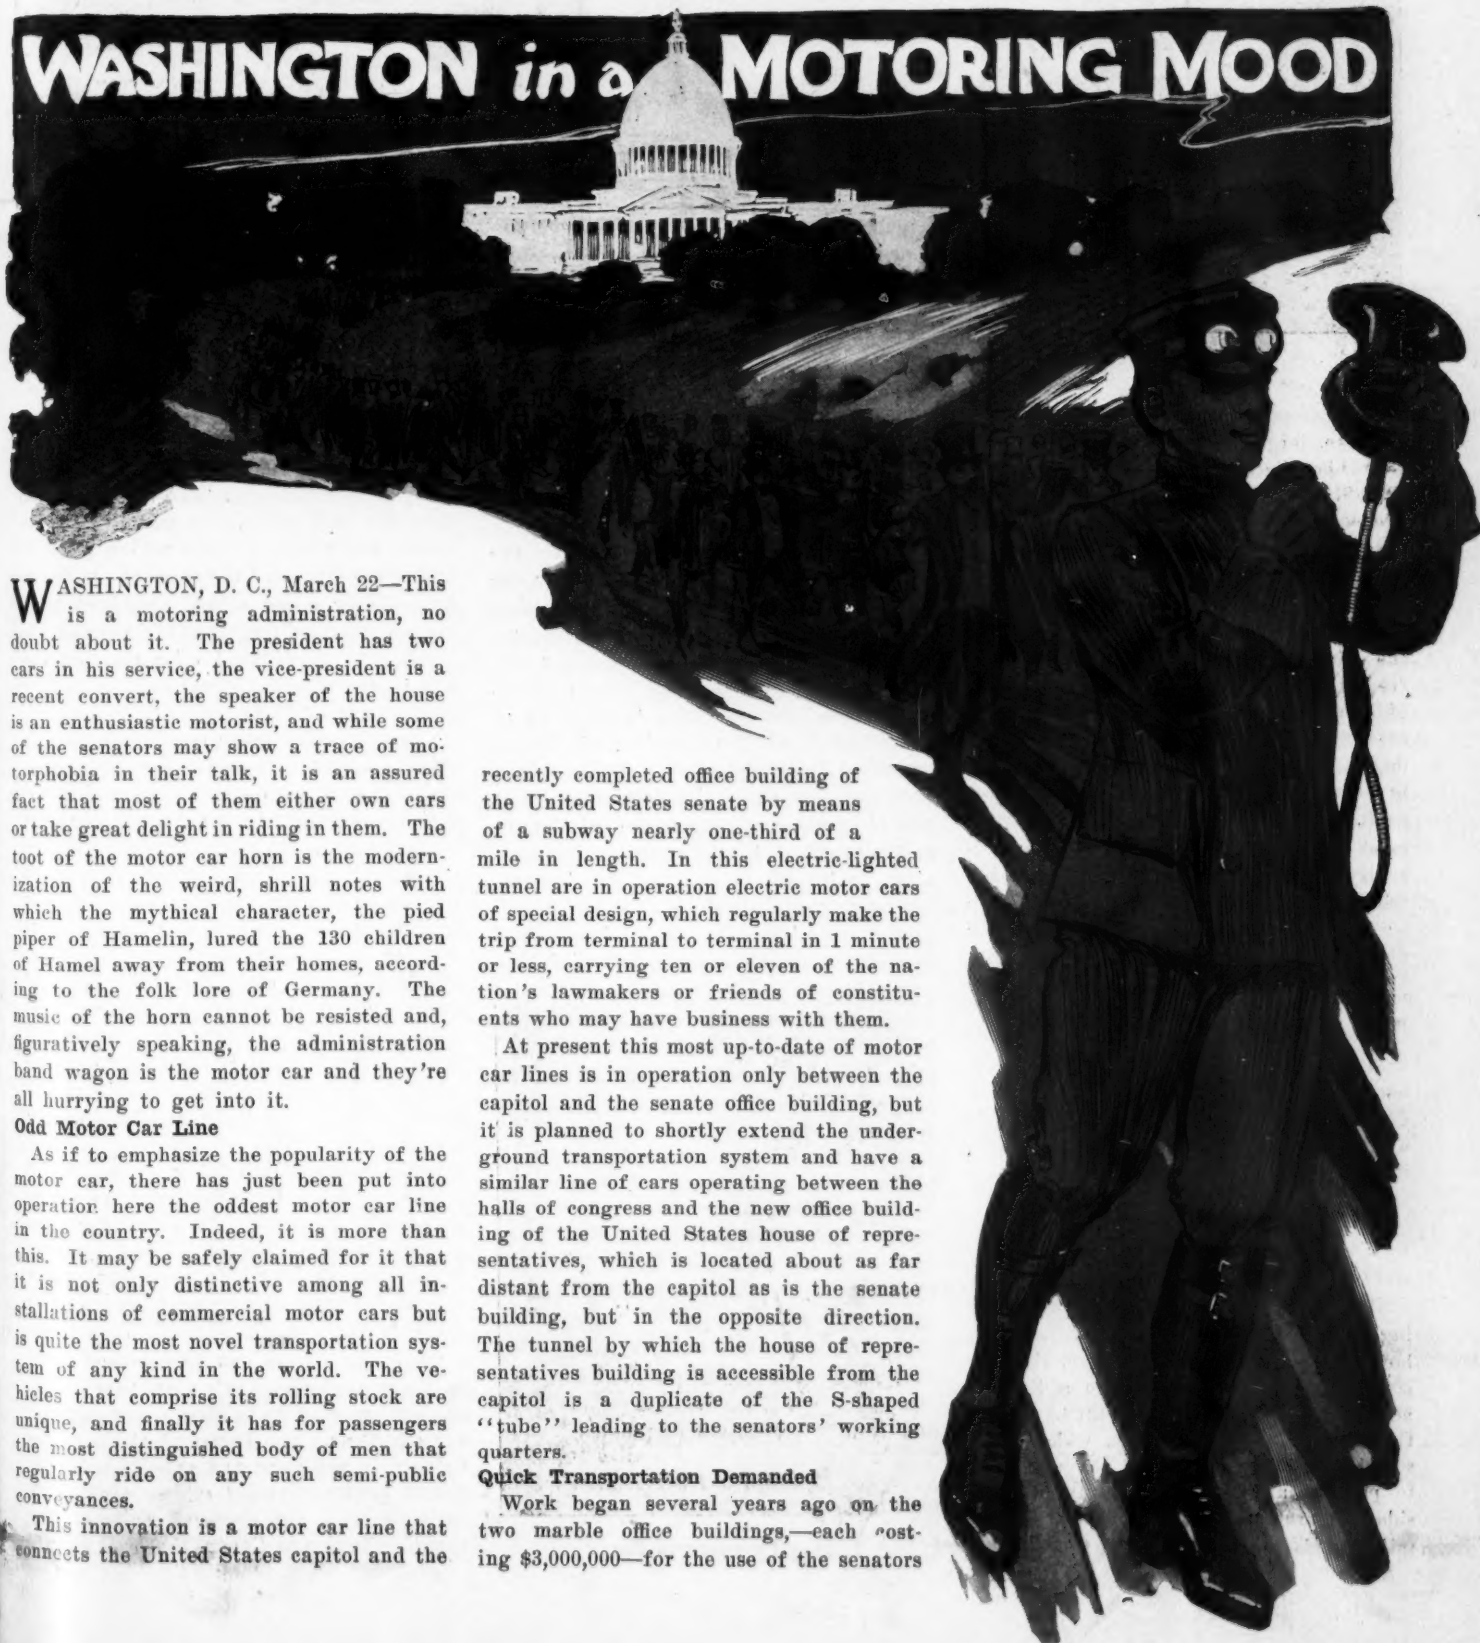 WASHINGTON in a MOTORING MOOD
WASHINGTON, D. C., March 22—This
is a motoring administration, no
doubt about it. The president has two
cars in his service, the vice-president is a
recent convert, the speaker of the house
is an enthusiastic motorist, and while some
of the senators may show a trace of mo-
torphobia in their talk, it is an assured
fact that most of them either own cars
or take great delight in riding in them. The
toot of the motor car horn is the modern-
ization of the weird, shrill notes with
which the mythical character, the pied
piper of Hamelin, lured the 130 children
of Hamel away from their homes, accord-
ing to the folk lore of Germany. The
music of the horn cannot be resisted and,
figuratively speaking, the administration
band wagon is the motor car and they're
all hurrying to get into it.
Odd Motor Car Line
As if to emphasize the popularity of the
motor car, there has just been put into
operation here the oddest motor car line
in the country. Indeed, it is more than
this. It may be safely claimed for it that
it is not only distinctive among all in-
stallations of commercial motor cars but
is quite the most novel transportation sys-
tem of any kind in the world. The ve-
hicles that comprise its rolling stock are
unique, and finally it has for passengers
the most distinguished body of men that
regularly ride on any such semi-public
conveyances.
This innovation is a motor car line that
connects the United States capitol and the
recently completed office building of
the United States senate by means
of a subway nearly one-third of a
mile in length. In this electric-lighted
tunnel are in operation electric motor cars
of special design, which regularly make the
trip from terminal to terminal in 1 minute
or less, carrying ten or eleven of the na-
tion's lawmakers or friends of constitu-
ents who may have business with them.
At present this most up-to-date of motor
car lines is in operation only between the
capitol and the senate office building, but
it is planned to shortly extend the under-
ground transportation system and have a
similar line of cars operating between the
halls of congress and the new office build-
ing of the United States house of repre-
sentatives, which is located about as far
distant from the capitol as is the senate
building, but in the opposite direction.
The tunnel by which the house of repre-
sentatives building is accessible from the
capitol is a duplicate of the S-shaped
"tube" leading to the senators' working
quarters.
Quick Transportation Demanded
Work began several years ago on the
two marble office buildings,—each cost-
ing $3,000,000—for the use of the senators